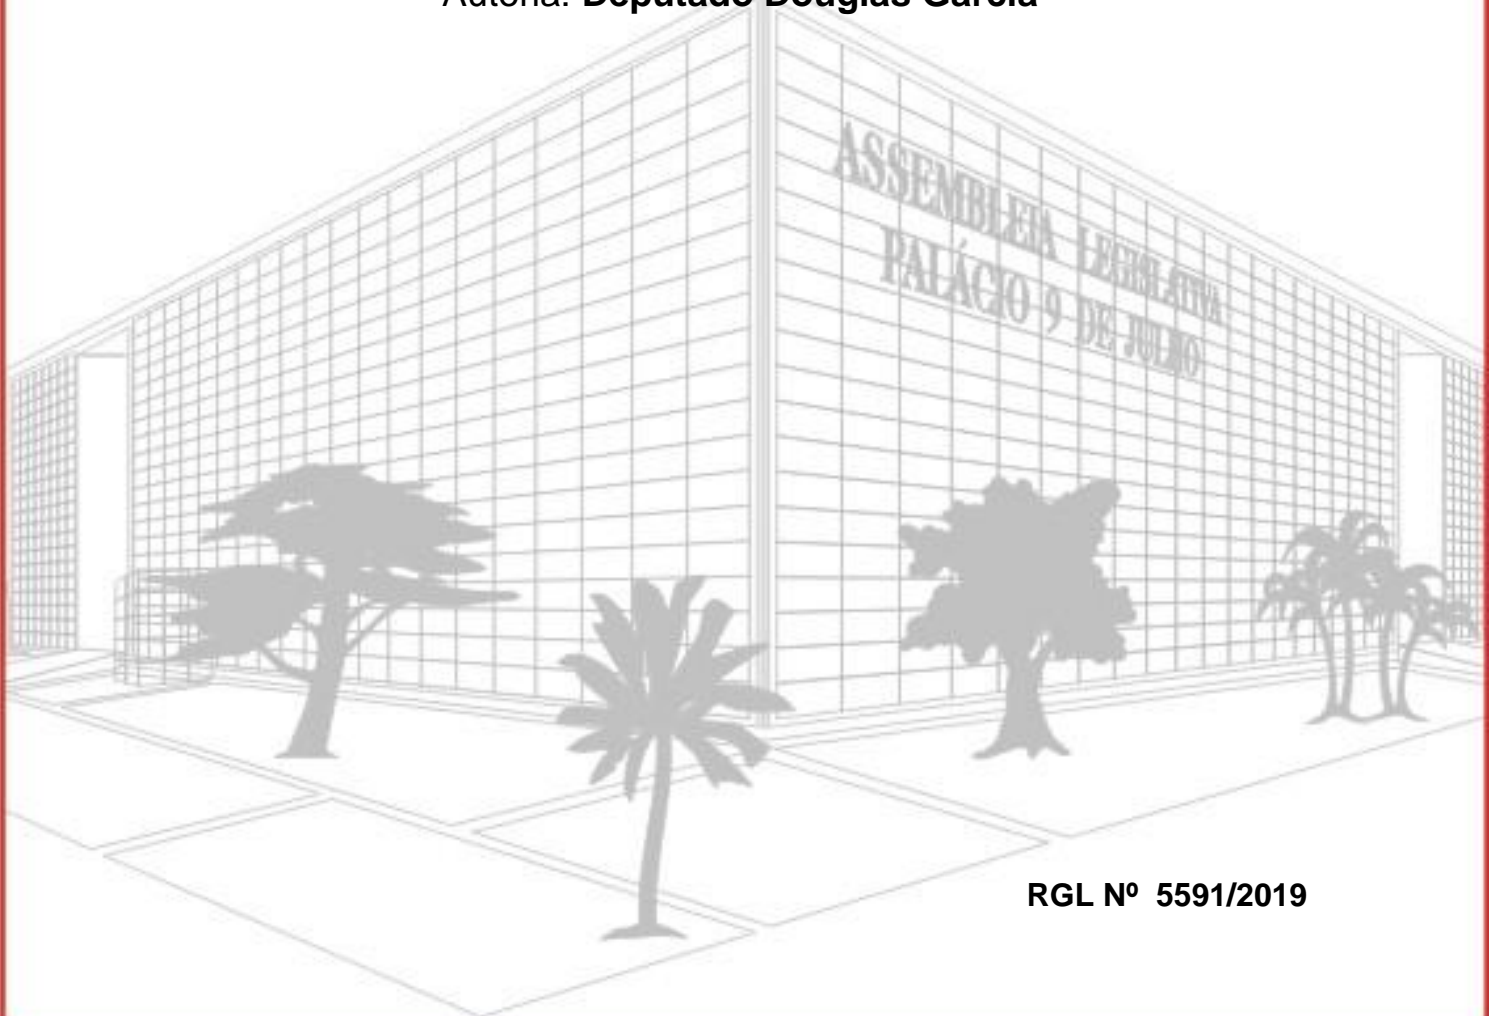 Autoria: Deputado Douglas Garcia
ASSEMBLEIA LEGISLATIVA
PALÁCIO 9 DE JULHO
RGL Nº 5591/2019